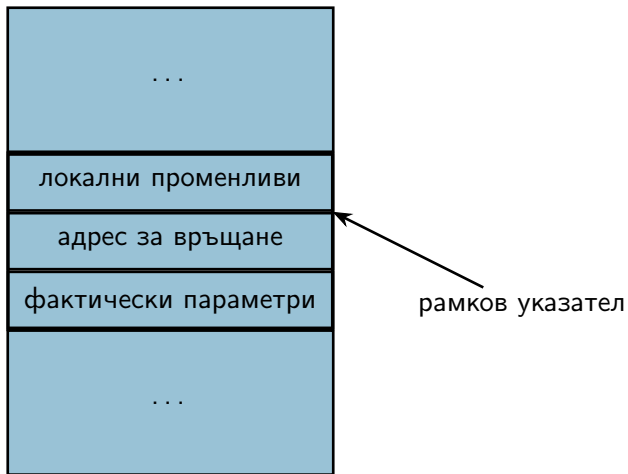 ...
локални променливи
адрес за връщане
фактически параметри
рамков указател
...